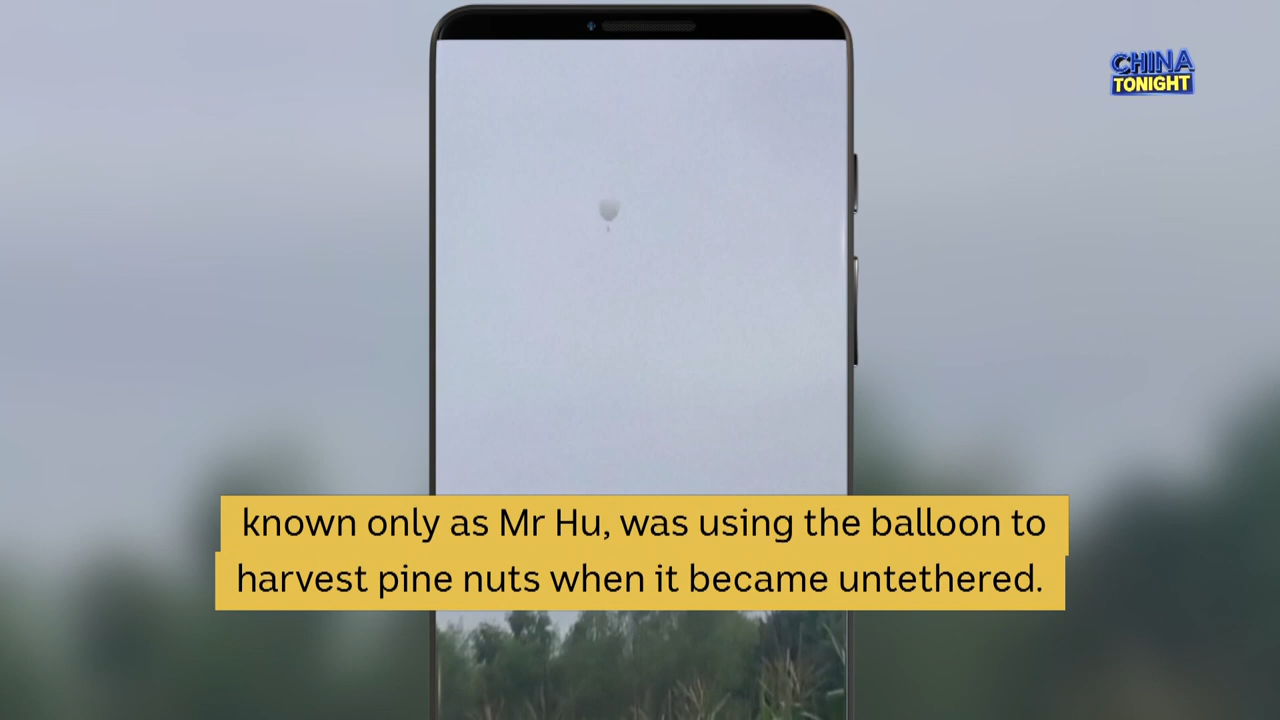 CHINA
TONIGHT
known only as Mr Hu, was using the balloon to
harvest pine nuts when it became untethered.